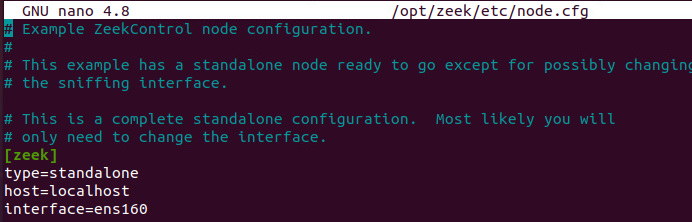 GNU nano 4.8 /opt/zeek/etc/node.cfg
# Example ZeekControl node configuration.
#
# This example has a standalone node ready to go except for possibly changing
# the sniffing interface.
# This is a complete standalone configuration.  Most likely you will
# only need to change the interface.
[zeek]
type=standalone
host=localhost
interface=ens160